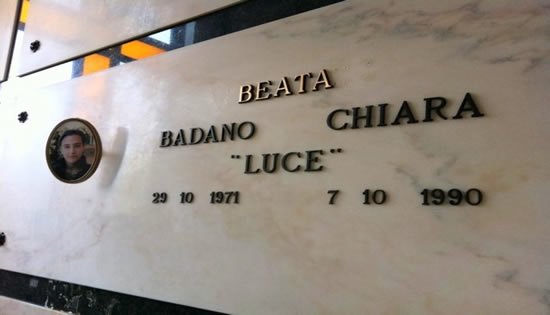 BEATA
BADANO CHIARA
"LUCE"
29 10 1971 7 10 1990